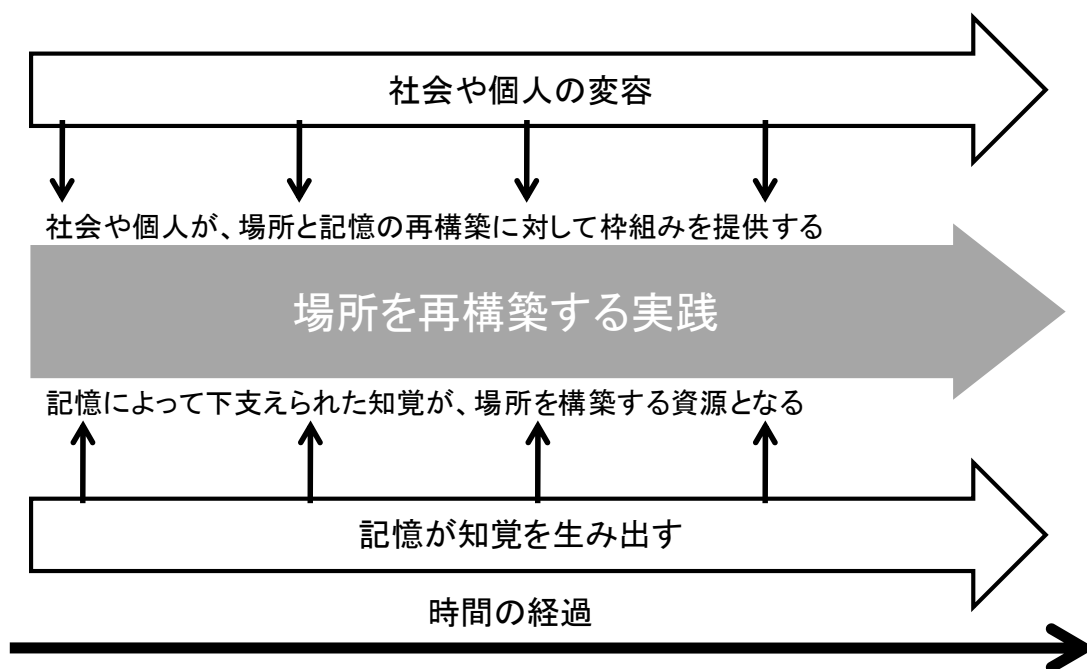 社会や個人の変容
社会や個人が、場所と記憶の再構築に対して枠組みを提供する
場所を再構築する実践
記憶によって下支えられた知覚が、場所を構築する資源となる
記憶が知覚を生み出す
時間の経過